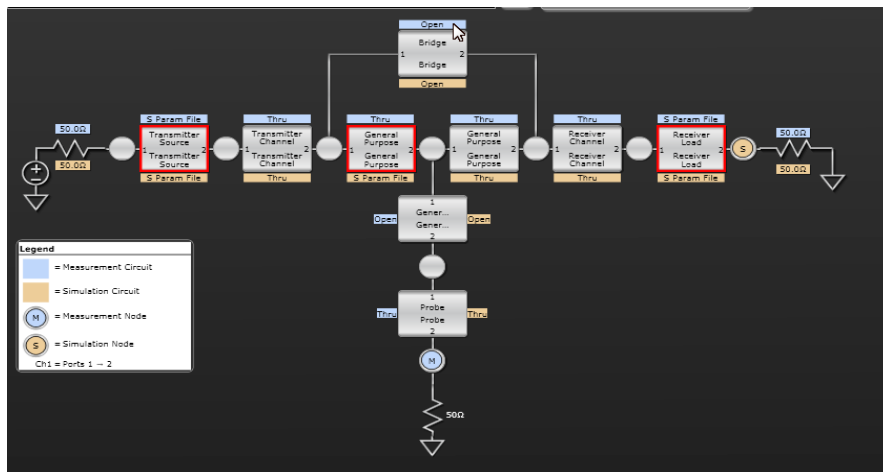 Open
Bridge
1 2
Bridge
Open
50.0Ω
50.0Ω
S Param File
Transmitter
Source
1 2
Transmitter
Source
S Param File
Thru
Transmitter
Channel
1 2
Transmitter
Channel
Thru
Thru
General
Purpose
1 2
General
Purpose
S Param File
Thru
General
Purpose
1 2
General
Purpose
Thru
Thru
Receiver
Channel
1 2
Receiver
Channel
Thru
S Param File
Receiver
Load
1 2
Receiver
Load
S Param File
S
50.0Ω
50.0Ω
1
Open Gener... Open
Gener...
2
1
Thru Probe Thru
Probe
2
M
50Ω
Legend
= Measurement Circuit
= Simulation Circuit
M = Measurement Node
S = Simulation Node
Ch1 = Ports 1 → 2